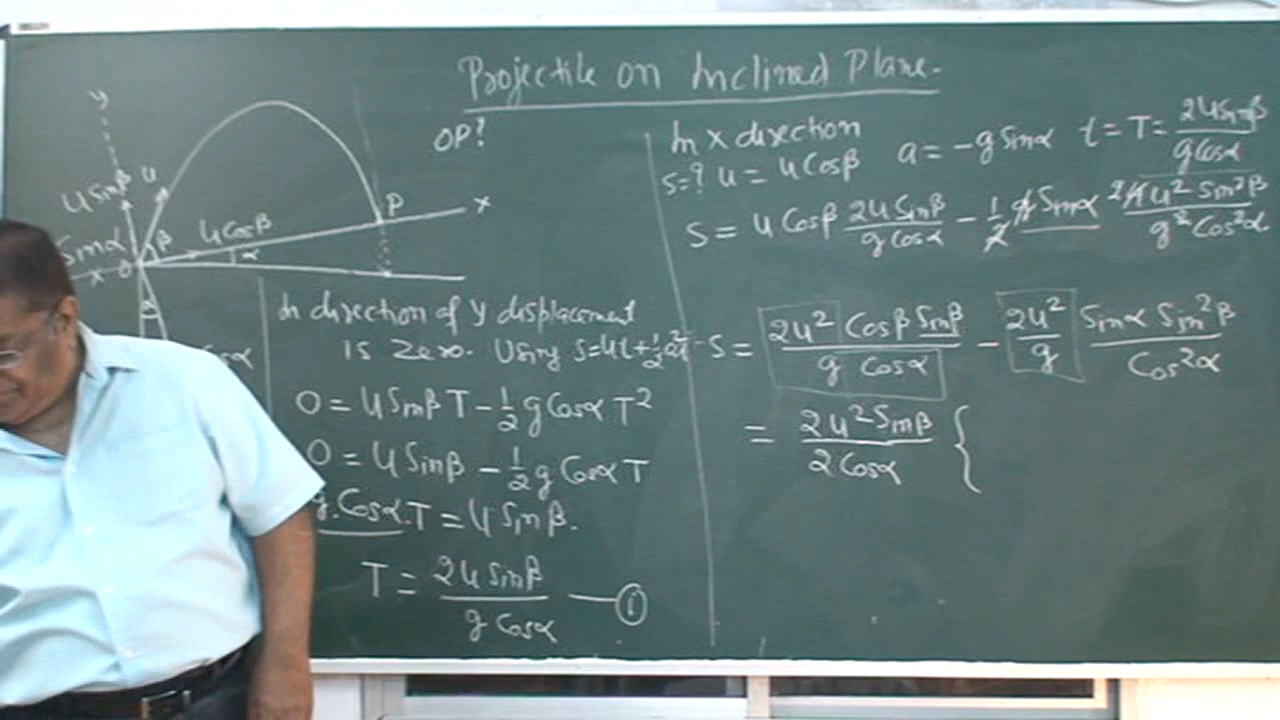 Projectile on Inclined Plane.
y
OP?
u sinβ
u
P
x
u cosβ
β
α
Sinα
x
O
In direction of y displacement
is zero. Using s=ut+½at²
0 = u sinβ T - ½ g cosα T²
0 = u sinβ - ½ g cosα T
g.cosα.T = u sinβ.
T = 2u sinβ / g cosα — ①
In x direction
s=? u = u cosβ a = -g sinα t = T = 2u sinβ / g cosα
S = u cosβ 2u sinβ / g cosα - ½ g sinα 4u² sin²β / g² cos²α
S = 2u² cosβ sinβ / g cosα - 2u² / g sinα sin²β / cos²α
= 2u² sinβ / 2 cosα {